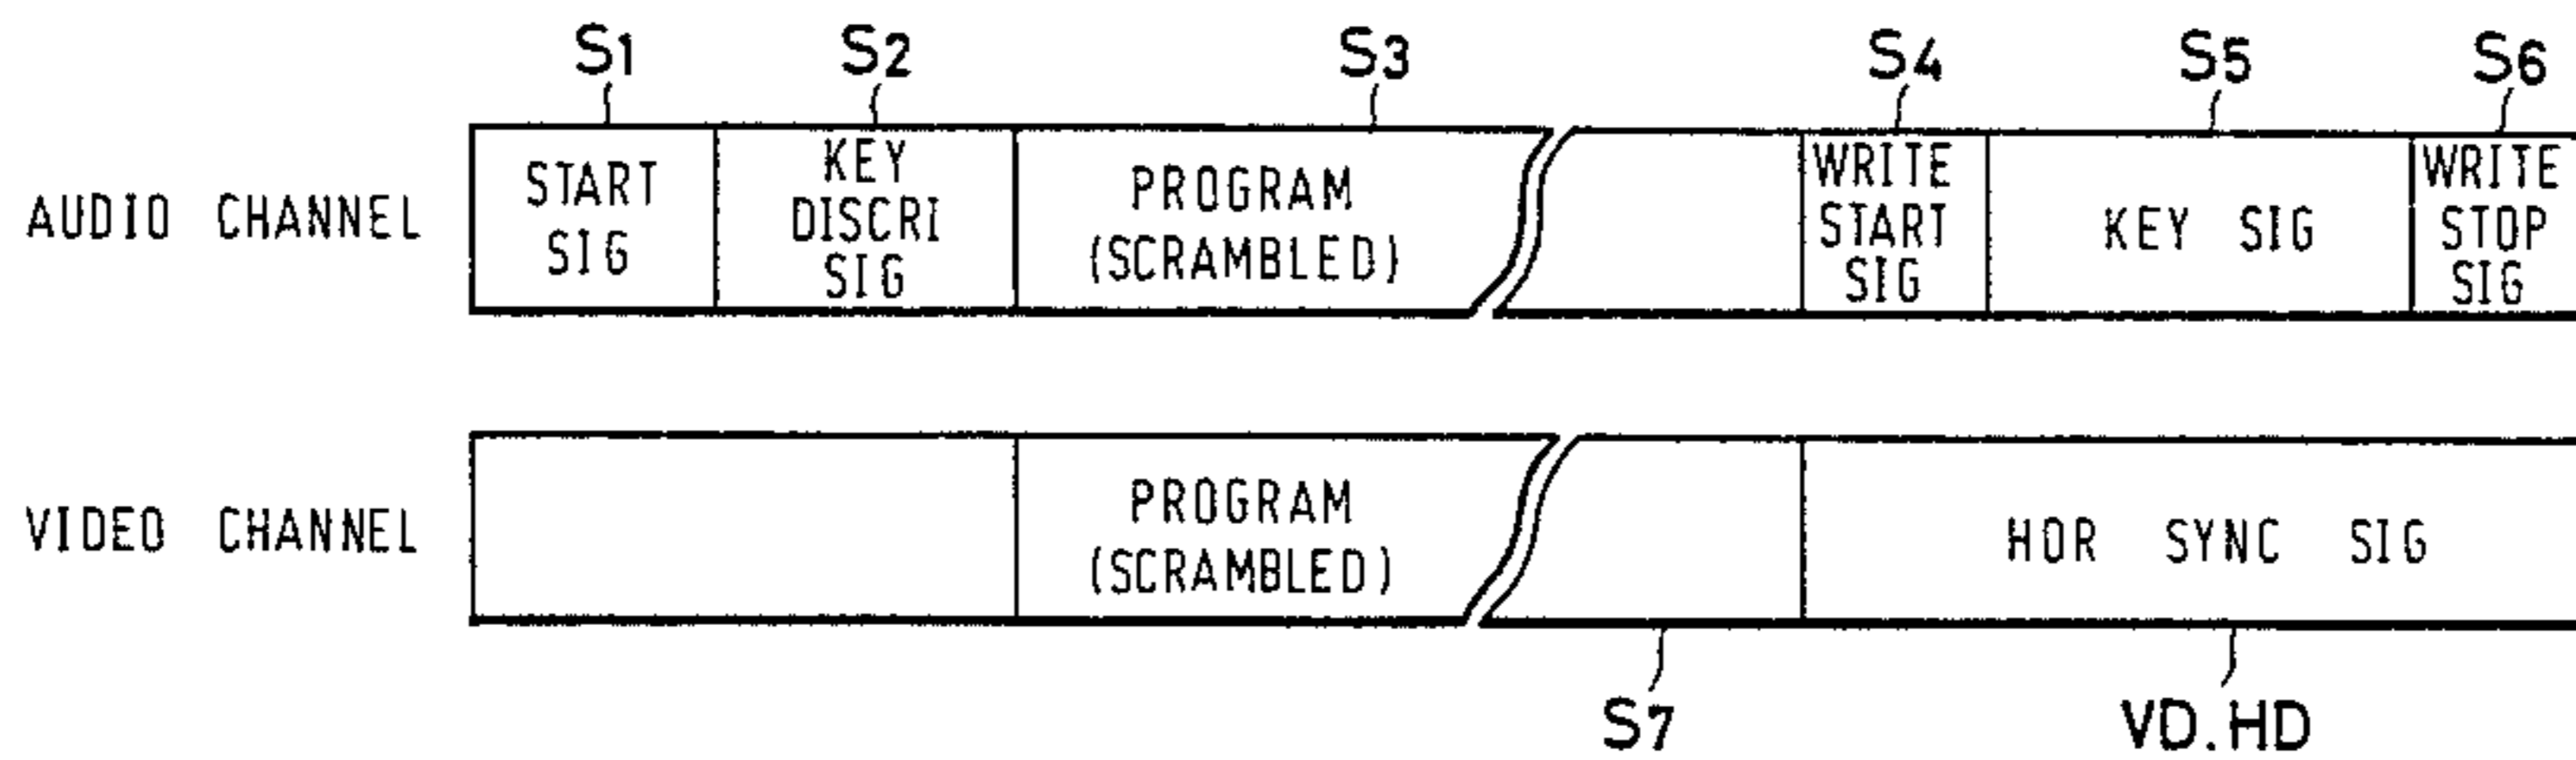 S1 S2 S3 S4 S5 S6
AUDIO CHANNEL
START
SIG
KEY
DISCRI
SIG
PROGRAM
(SCRAMBLED)
WRITE
START
SIG
KEY SIG
WRITE
STOP
SIG
VIDEO CHANNEL
PROGRAM
(SCRAMBLED)
HOR SYNC SIG
S7 VD.HD